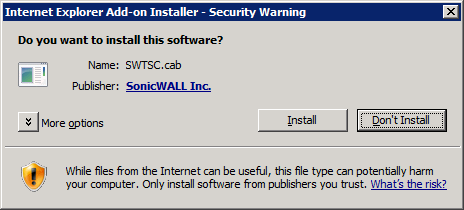 Internet Explorer Add-on Installer - Security Warning
Do you want to install this software?
Name: SWTSC.cab
Publisher: SonicWALL Inc.
More options
Install
Don't Install
While files from the Internet can be useful, this file type can potentially harm
your computer. Only install software from publishers you trust. What's the risk?